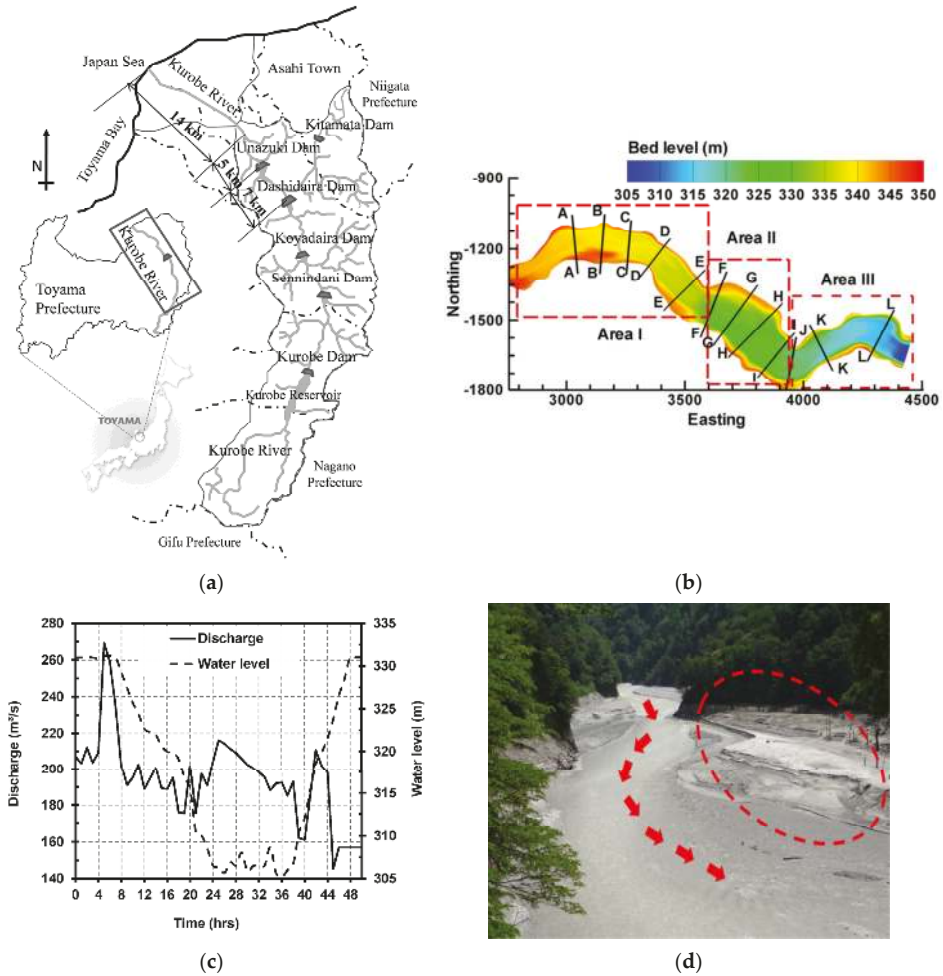 Japan Sea
Kurobe River
Asahi Town
Niigata
Prefecture
Toyama Bay
14 km
Kitamata Dam
Unazuki Dam
N
5 km
7 km
Dashidaira Dam
Kurobe River
Koyadaira Dam
Toyama
Prefecture
Sennindani Dam
Kurobe Dam
Kurobe Reservoir
TOYAMA
Kurobe River
Nagano
Prefecture
Gifu Prefecture
(a)
Bed level (m)
305 310 315 320 325 330 335 340 345 350
-900
-1200
-1500
-1800
Northing
A B C D E F G H I J K L
A B C D E F G H I K L
Area I
Area II
Area III
3000 3500 4000 4500
Easting
(b)
280
260
240
220
200
180
160
140
Discharge (m³/s)
Discharge
Water level
335
330
325
320
315
310
305
Water level (m)
0 4 8 12 16 20 24 28 32 36 40 44 48
Time (hrs)
(c)
(d)